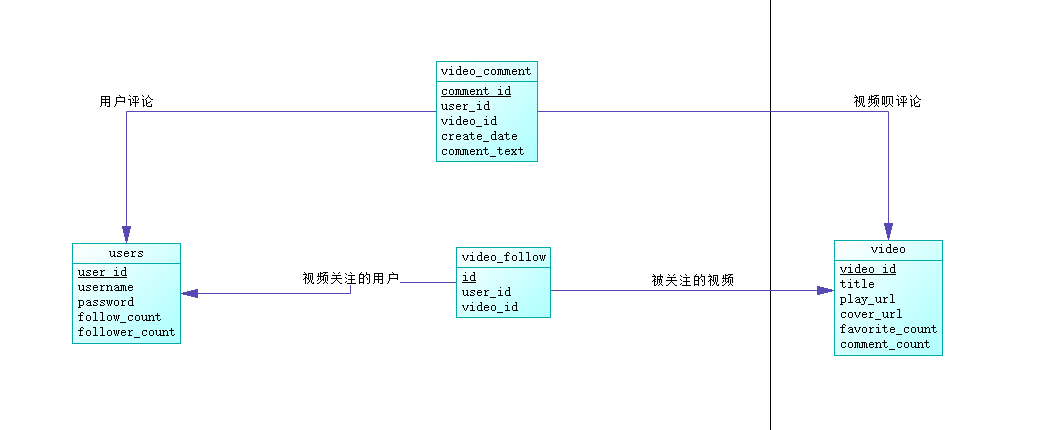 video_comment
comment_id
user_id
video_id
create_date
comment_text
用户评论
视频呗评论
users
user_id
username
password
follow_count
follower_count
视频关注的用户
video_follow
id
user_id
video_id
被关注的视频
video
video_id
title
play_url
cover_url
favorite_count
comment_count